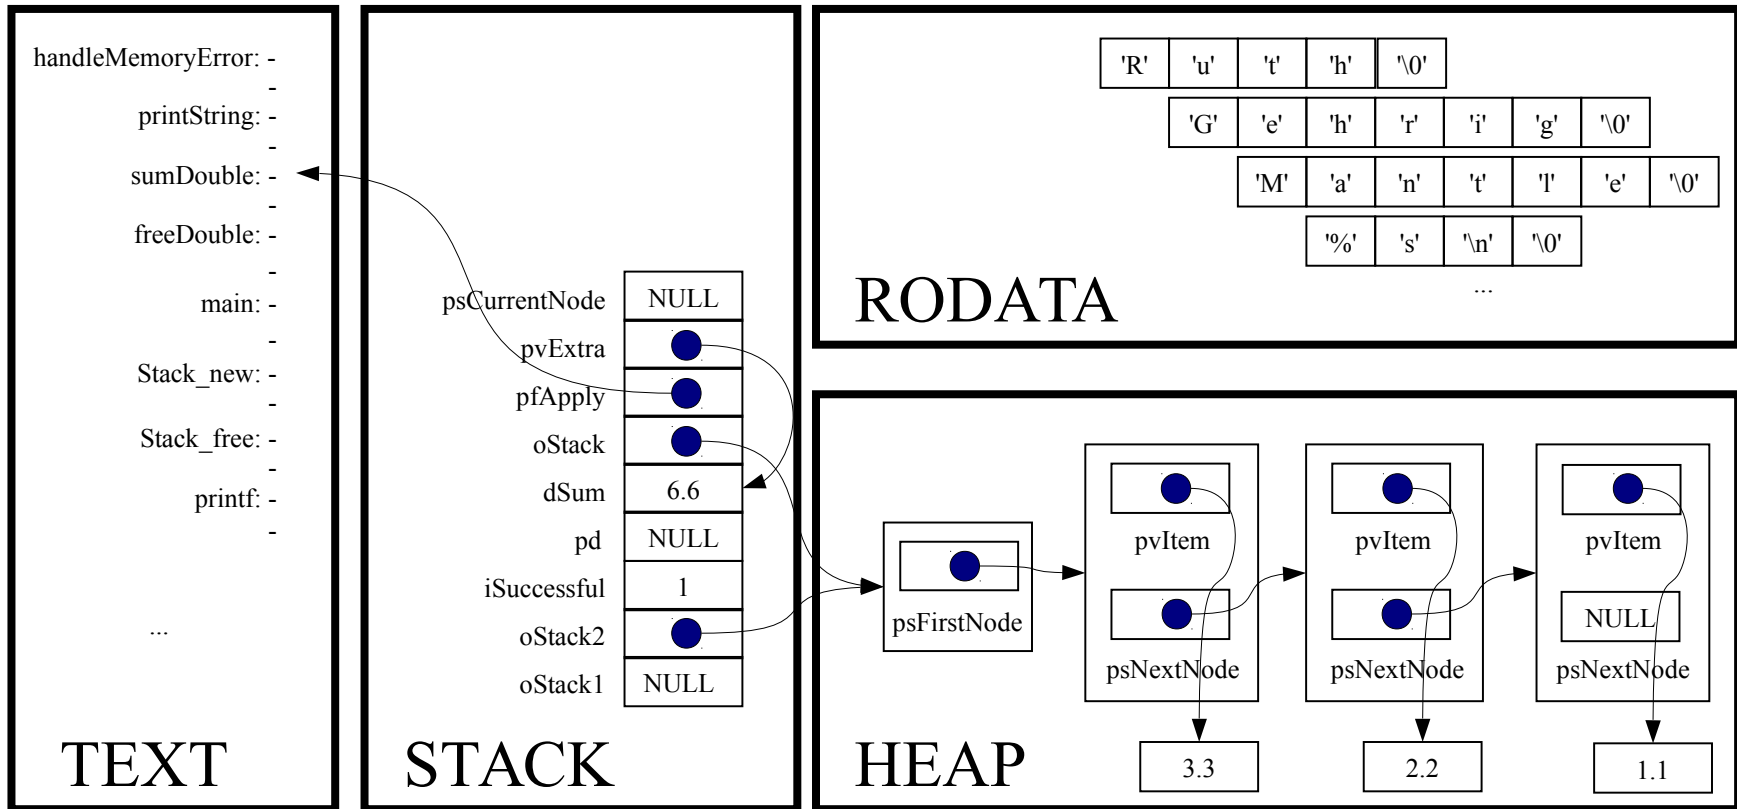 handleMemoryError: -
-
printString: -
-
sumDouble: -
-
freeDouble: -
-
main: -
-
Stack_new: -
-
Stack_free: -
-
printf: -
-
...
TEXT
psCurrentNode NULL
pvExtra
pfApply
oStack
dSum 6.6
pd NULL
iSuccessful 1
oStack2
oStack1 NULL
STACK
'R' 'u' 't' 'h' '\0'
'G' 'e' 'h' 'r' 'i' 'g' '\0'
'M' 'a' 'n' 't' 'l' 'e' '\0'
'%' 's' '\n' '\0'
...
RODATA
psFirstNode
pvItem pvItem pvItem
NULL
psNextNode psNextNode psNextNode
3.3 2.2 1.1
HEAP